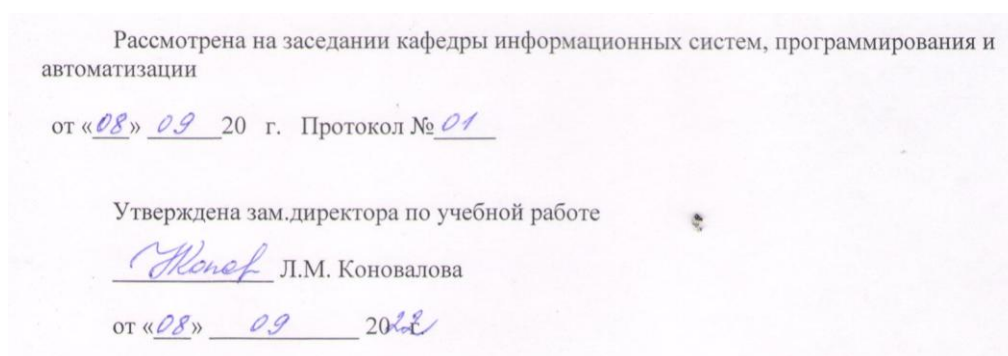 Рассмотрена на заседании кафедры информационных систем, программирования и
автоматизации
от «08» 09 20 г. Протокол № 01
Утверждена зам.директора по учебной работе
Л.М. Коновалова
от «08» 09 2022 г.